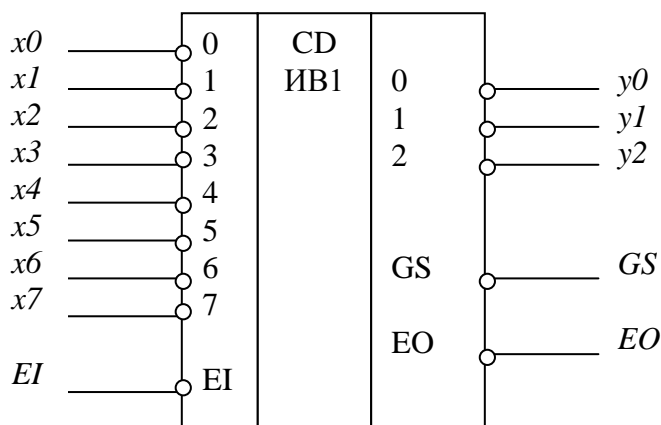 x0 0 CD
x1 1 ИВ1 0 y0
x2 2 1 y1
x3 3 2 y2
x4 4
x5 5
x6 6 GS GS
x7 7
EO EO
EI EI